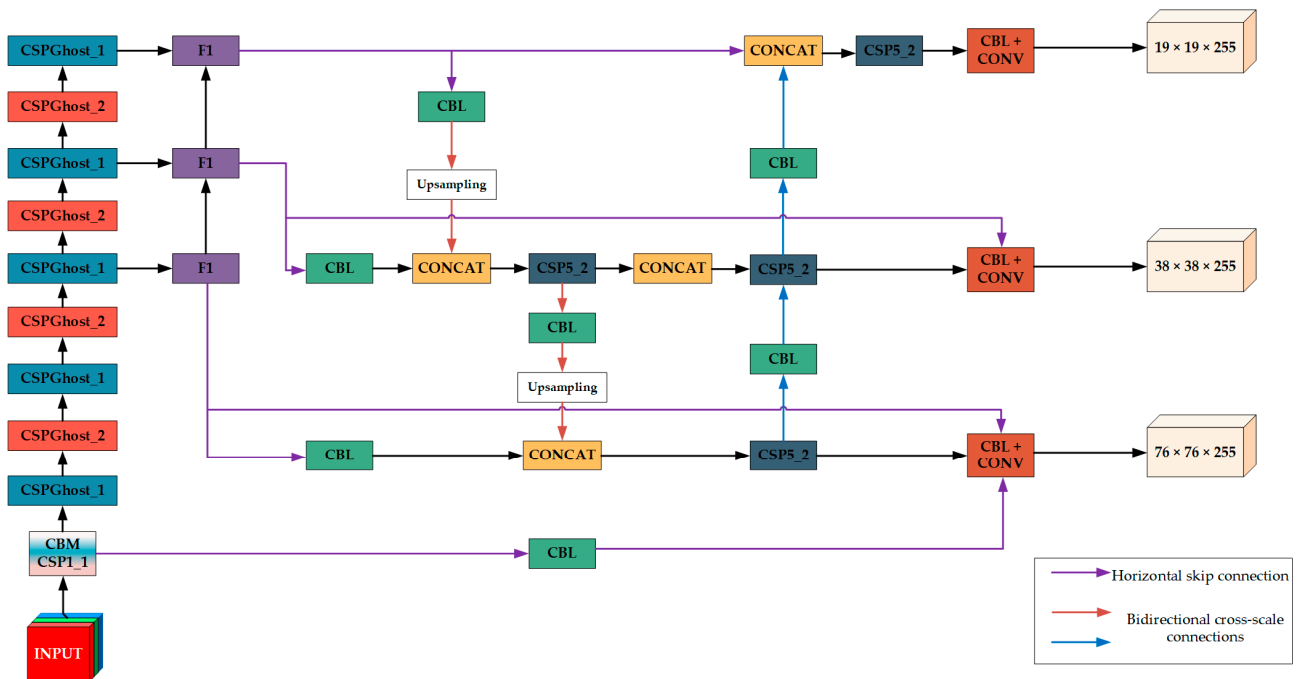 CSPGhost_1
F1
CONCAT
CSP5_2
CBL +
CONV
19 × 19 × 255
CSPGhost_2
CBL
CSPGhost_1
F1
CBL
Upsampling
CSPGhost_2
CSPGhost_1
F1
CBL
CONCAT
CSP5_2
CONCAT
CSP5_2
CBL +
CONV
38 × 38 × 255
CSPGhost_2
CBL
CSPGhost_1
CBL
Upsampling
CSPGhost_2
CBL
CONCAT
CSP5_2
CBL +
CONV
76 × 76 × 255
CSPGhost_1
CBM
CSP1_1
CBL
INPUT
Horizontal skip connection
Bidirectional cross-scale
connections